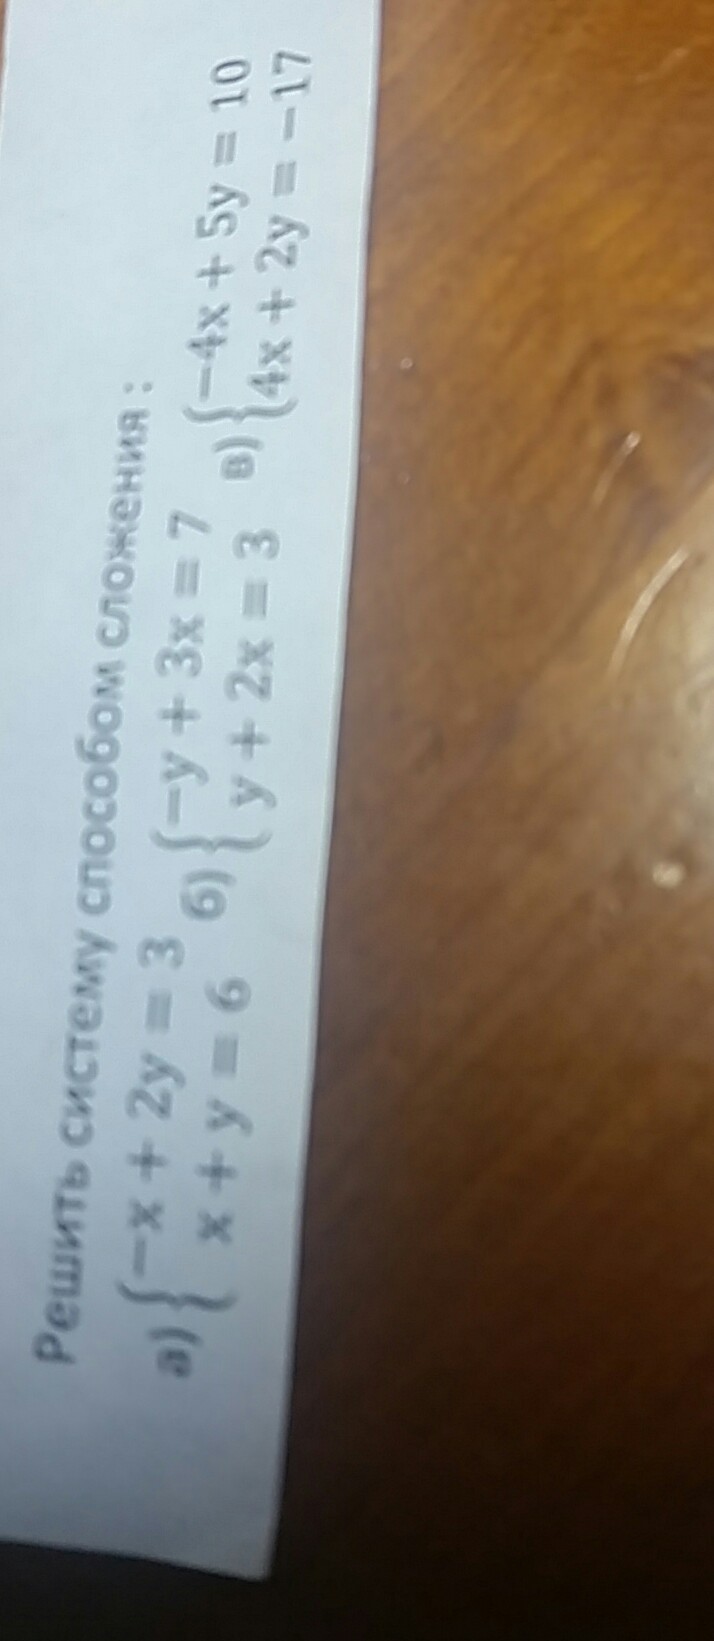 Решить систему способом сложения :
а) { −x + 2y = 3 б) { −y + 3x = 7 в) { −4x + 5y = 10
x + y = 6 y + 2x = 3 4x + 2y = −17